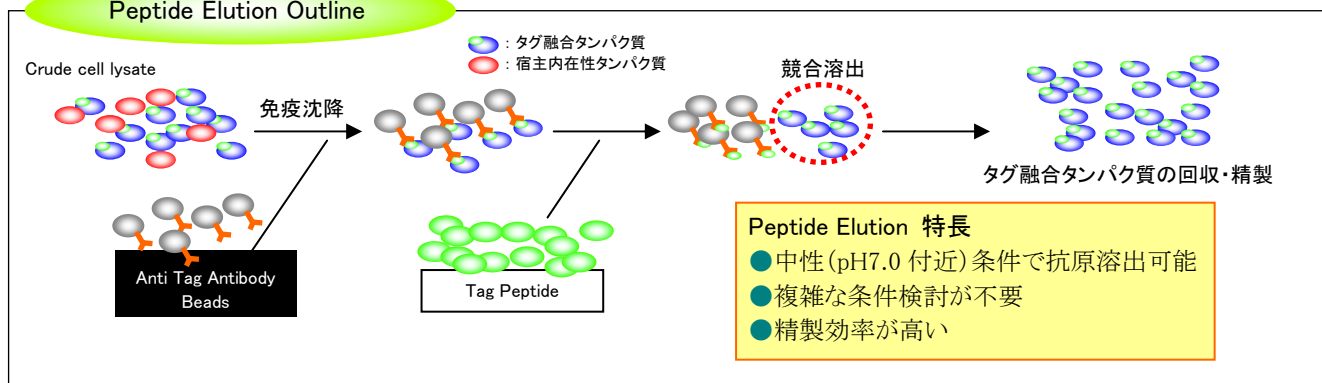 Peptide Elution Outline
: タグ融合タンパク質
: 宿主内在性タンパク質
Crude cell lysate
免疫沈降
競合溶出
タグ融合タンパク質の回収・精製
Anti Tag Antibody
Beads
Tag Peptide
Peptide Elution 特長
●中性(pH7.0 付近)条件で抗原溶出可能
●複雑な条件検討が不要
●精製効率が高い